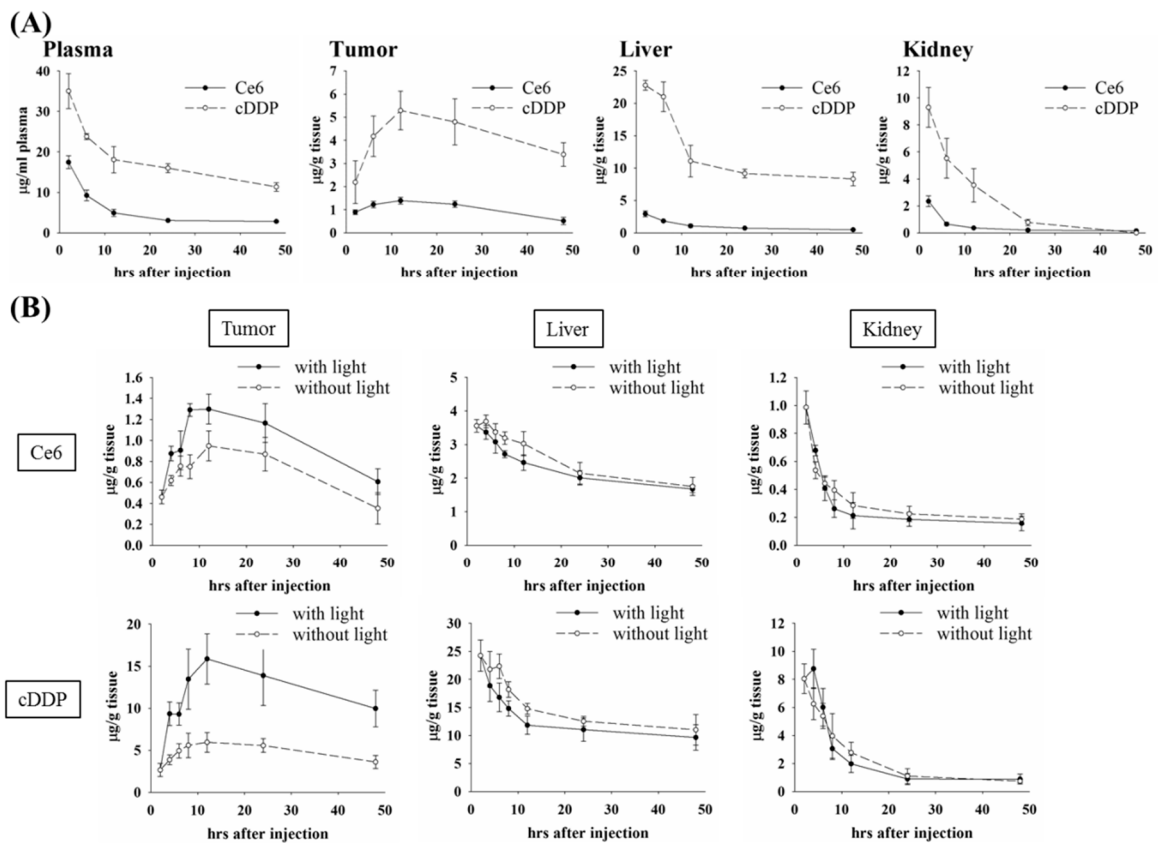 (A)
Plasma
Tumor
Liver
Kidney
40
30
20
10
0
µg/ml plasma
Ce6
cDDP
0 10 20 30 40 50
hrs after injection
7
6
5
4
3
2
1
0
µg/g tissue
Ce6
cDDP
0 10 20 30 40 50
hrs after injection
25
20
15
10
5
0
µg/g tissue
Ce6
cDDP
0 10 20 30 40 50
hrs after injection
12
10
8
6
4
2
0
µg/g tissue
Ce6
cDDP
0 10 20 30 40 50
hrs after injection
(B)
Tumor
Liver
Kidney
Ce6
with light
without light
1.6
1.4
1.2
1.0
0.8
0.6
0.4
0.2
0.0
µg/g tissue
0 10 20 30 40 50
hrs after injection
with light
without light
5
4
3
2
1
0
µg/g tissue
0 10 20 30 40 50
hrs after injection
with light
without light
1.2
1.0
0.8
0.6
0.4
0.2
0.0
µg/g tissue
0 10 20 30 40 50
hrs after injection
cDDP
with light
without light
20
15
10
5
0
µg/g tissue
0 10 20 30 40 50
hrs after injection
with light
without light
30
25
20
15
10
5
0
µg/g tissue
0 10 20 30 40 50
hrs after injection
with light
without light
12
10
8
6
4
2
0
µg/g tissue
0 10 20 30 40 50
hrs after injection